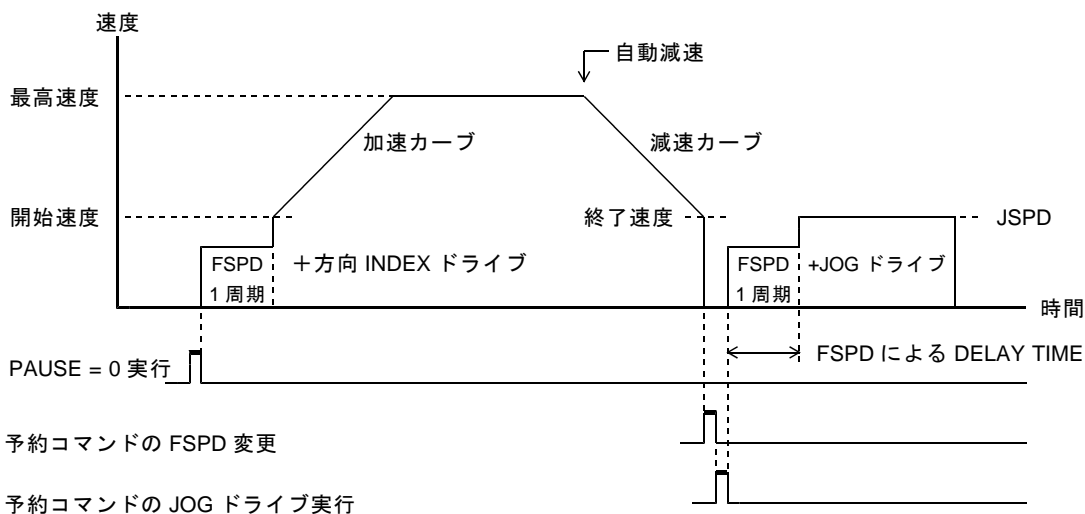 速度
自動減速
最高速度
加速カーブ
減速カーブ
開始速度
終了速度
JSPD
FSPD
1 周期
＋方向 INDEX ドライブ
FSPD
1 周期
+JOG ドライブ
時間
FSPD による DELAY TIME
PAUSE = 0 実行
予約コマンドの FSPD 変更
予約コマンドの JOG ドライブ実行